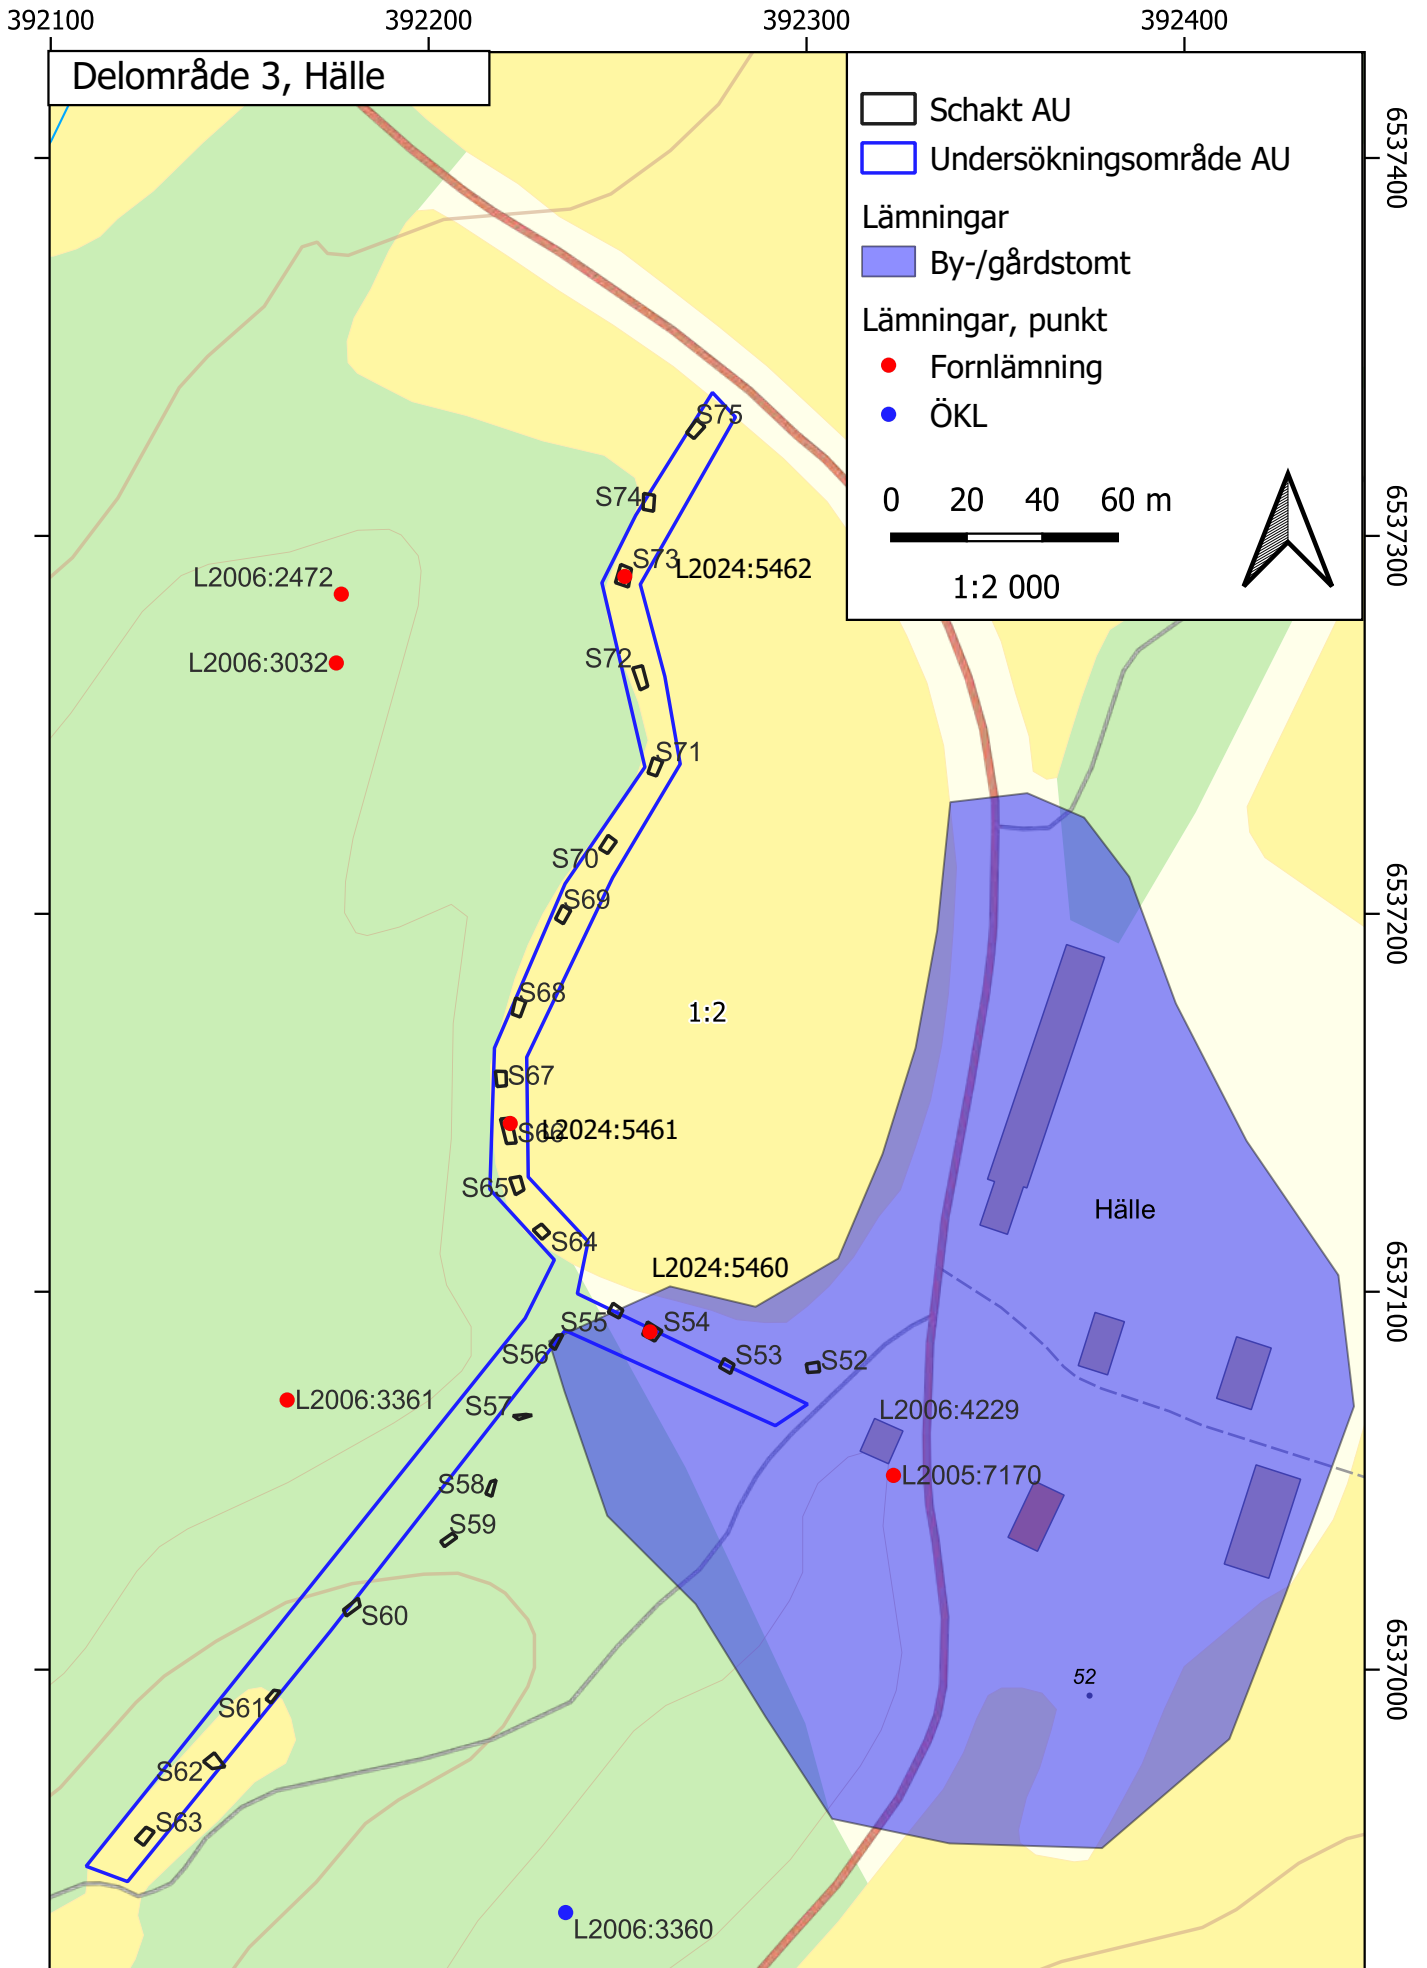 392100 392200 392300 392400
Delområde 3, Hälle
Schakt AU
Undersökningsområde AU
Lämningar
By-/gårdstomt
Lämningar, punkt
Fornlämning
ÖKL
0 20 40 60 m
1:2 000
6537400
6537300
6537200
6537100
6537000
S75
S74
S73
L2024:5462
L2006:2472
L2006:3032
S72
S71
S70
S69
S68
1:2
S67
S66
L2024:5461
S65
Hälle
S64
L2024:5460
S55
S54
S56
S53
S52
L2006:3361
S57
L2006:4229
L2005:7170
S58
S59
S60
52
S61
S62
S63
L2006:3360